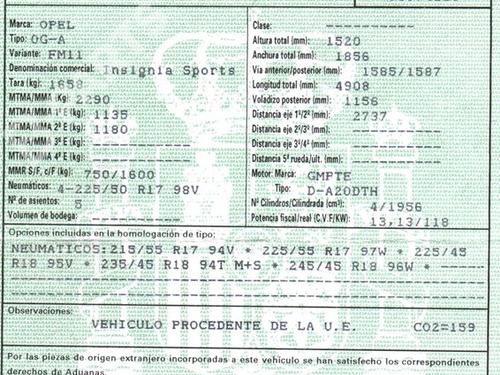 Marca: OPEL
Tipo: OG-A
Variante: FM11
Denominación comercial: Insignia Sports
Tara (kg): 1658
MTMA/MMA (Kg): 2290
MTMA/MMA 1º E (kg): 1135
MTMA/MMA 2º E (kg): 1180
MTMA/MMA 3º E (kg): -----------
MTMA/MMA 4º E (kg): -----------
MMR S/F, c/F (kg): 750/1600
Neumáticos: 4-225/50 R17 98V
Nº de asientos: 5
Volumen de bodega: -----------
Clase: -----------
Altura total (mm): 1520
Anchura total (mm): 1856
Vía anterior/posterior (mm): 1585/1587
Longitud total (mm): 4908
Voladizo posterior (mm): 1156
Distancia eje 1º/2º (mm): 2737
Distancia eje 2º/3º (mm): -----------
Distancia eje 3º/4º (mm): -----------
Distancia 5ª rueda/ult. (mm): -----------
Motor: Marca: GMPTE
Tipo: D-A20DTH
Nº Cilindros/Cilindrada (cm³): 4/1956
Potencia fiscal/real (C.V.F/KW): 13,13/118
Opciones incluidas en la homologación de tipo:
NEUMATICOS: 215/55 R17 94V * 225/55 R17 97W * 225/45
R18 95V * 235/45 R18 94T M+S * 245/45 R18 96W * -----
Observaciones:
VEHICULO PROCEDENTE DE LA U.E. CO2=159
Por las piezas de origen extranjero incorporadas a este vehículo se han satisfecho los correspondientes
derechos de Aduanas.